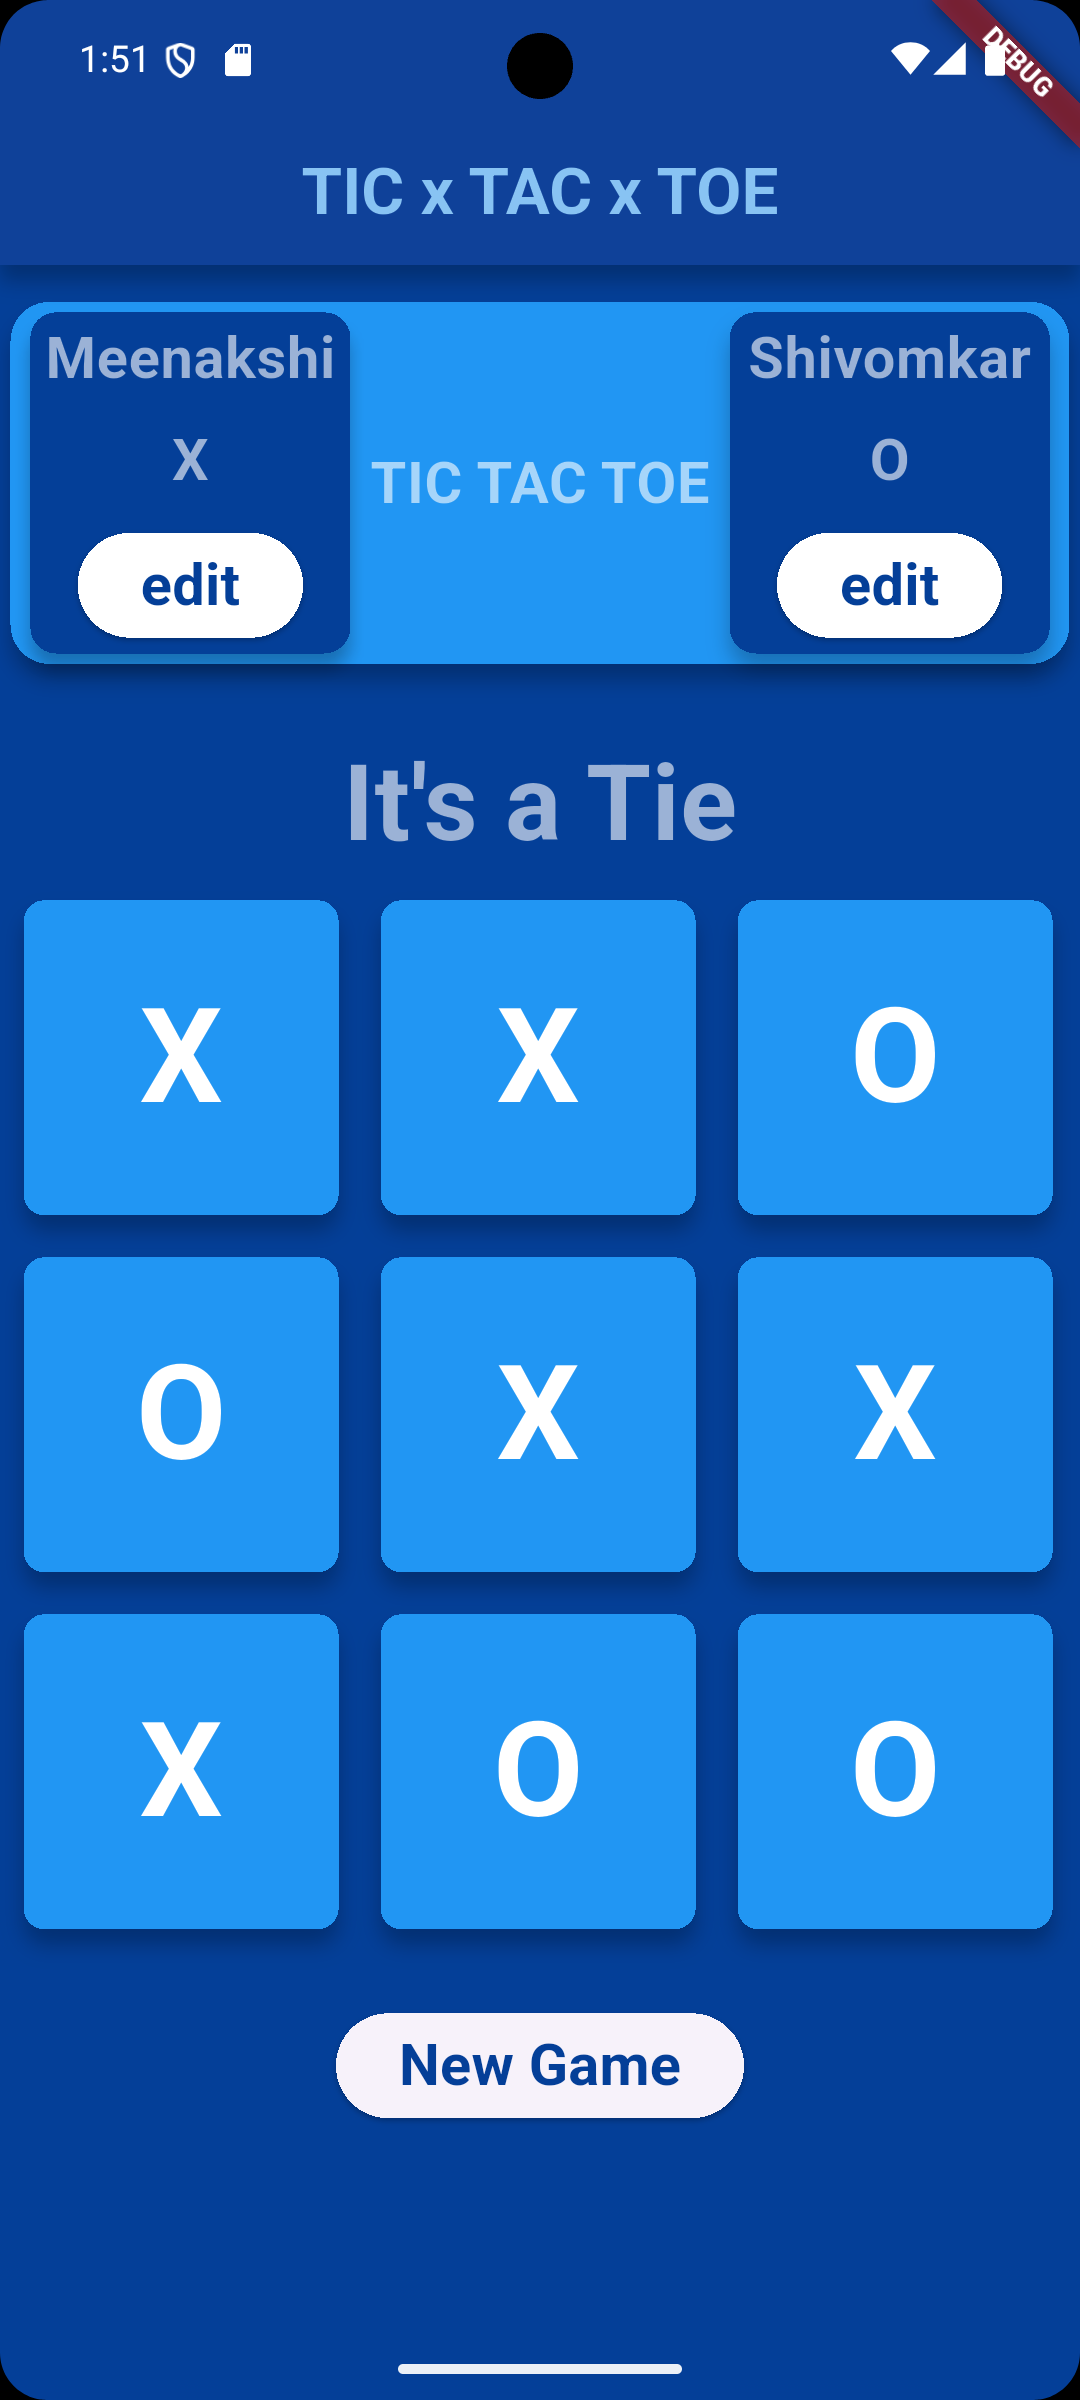 1:51
DEBUG
TIC x TAC x TOE
Meenakshi
X
edit
TIC TAC TOE
Shivomkar
O
edit
It's a Tie
X X O
O X X
X O O
New Game